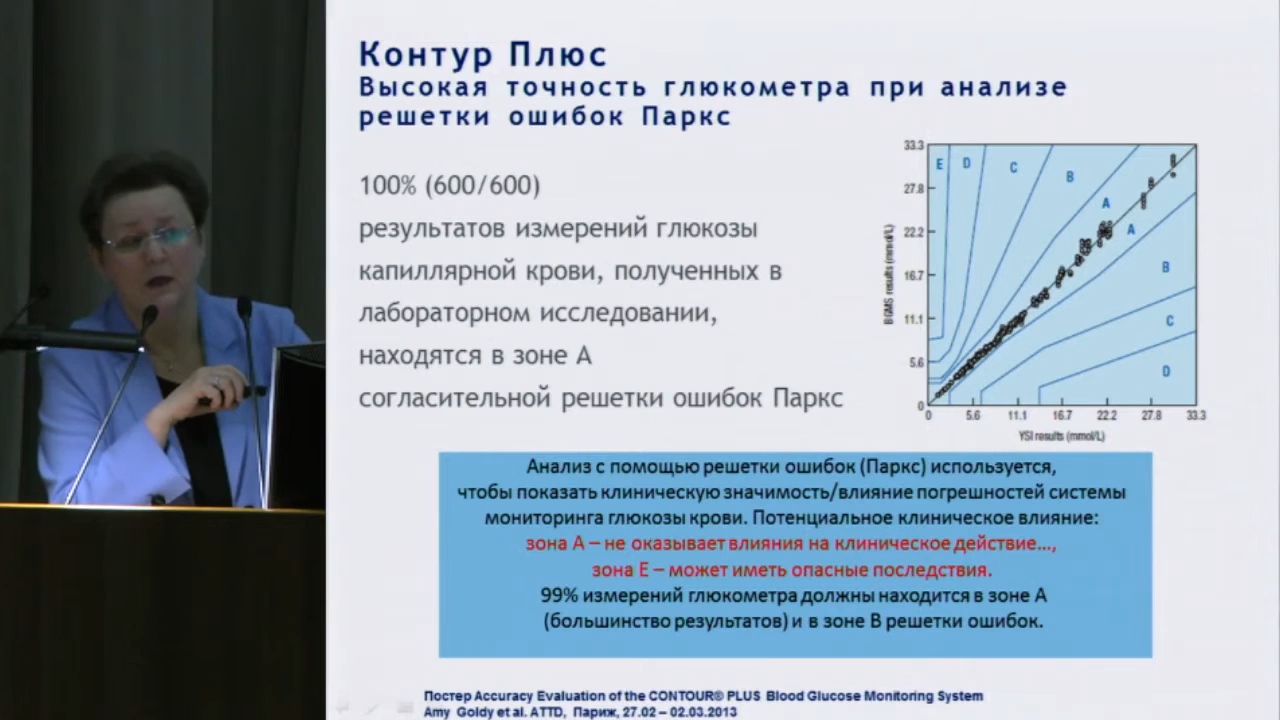 Контур Плюс
Высокая точность глюкометра при анализе
решетки ошибок Паркс
100% (600/600)
результатов измерений глюкозы
капиллярной крови, полученных в
лабораторном исследовании,
находятся в зоне А
согласительной решетки ошибок Паркс
33.3
27.8
22.2
16.7
11.1
5.6
0
BGMS results (mmol/L)
E D C B A A B C D
0 5.6 11.1 16.7 22.2 27.8 33.3
YSI results (mmol/L)
Анализ с помощью решетки ошибок (Паркс) используется,
чтобы показать клиническую значимость/влияние погрешностей системы
мониторинга глюкозы крови. Потенциальное клиническое влияние:
зона А – не оказывает влияния на клиническое действие...,
зона Е – может иметь опасные последствия.
99% измерений глюкометра должны находится в зоне А
(большинство результатов) и в зоне В решетки ошибок.
Постер Accuracy Evaluation of the CONTOUR® PLUS Blood Glucose Monitoring System
Amy Goldy et al. ATTD, Париж, 27.02 – 02.03.2013